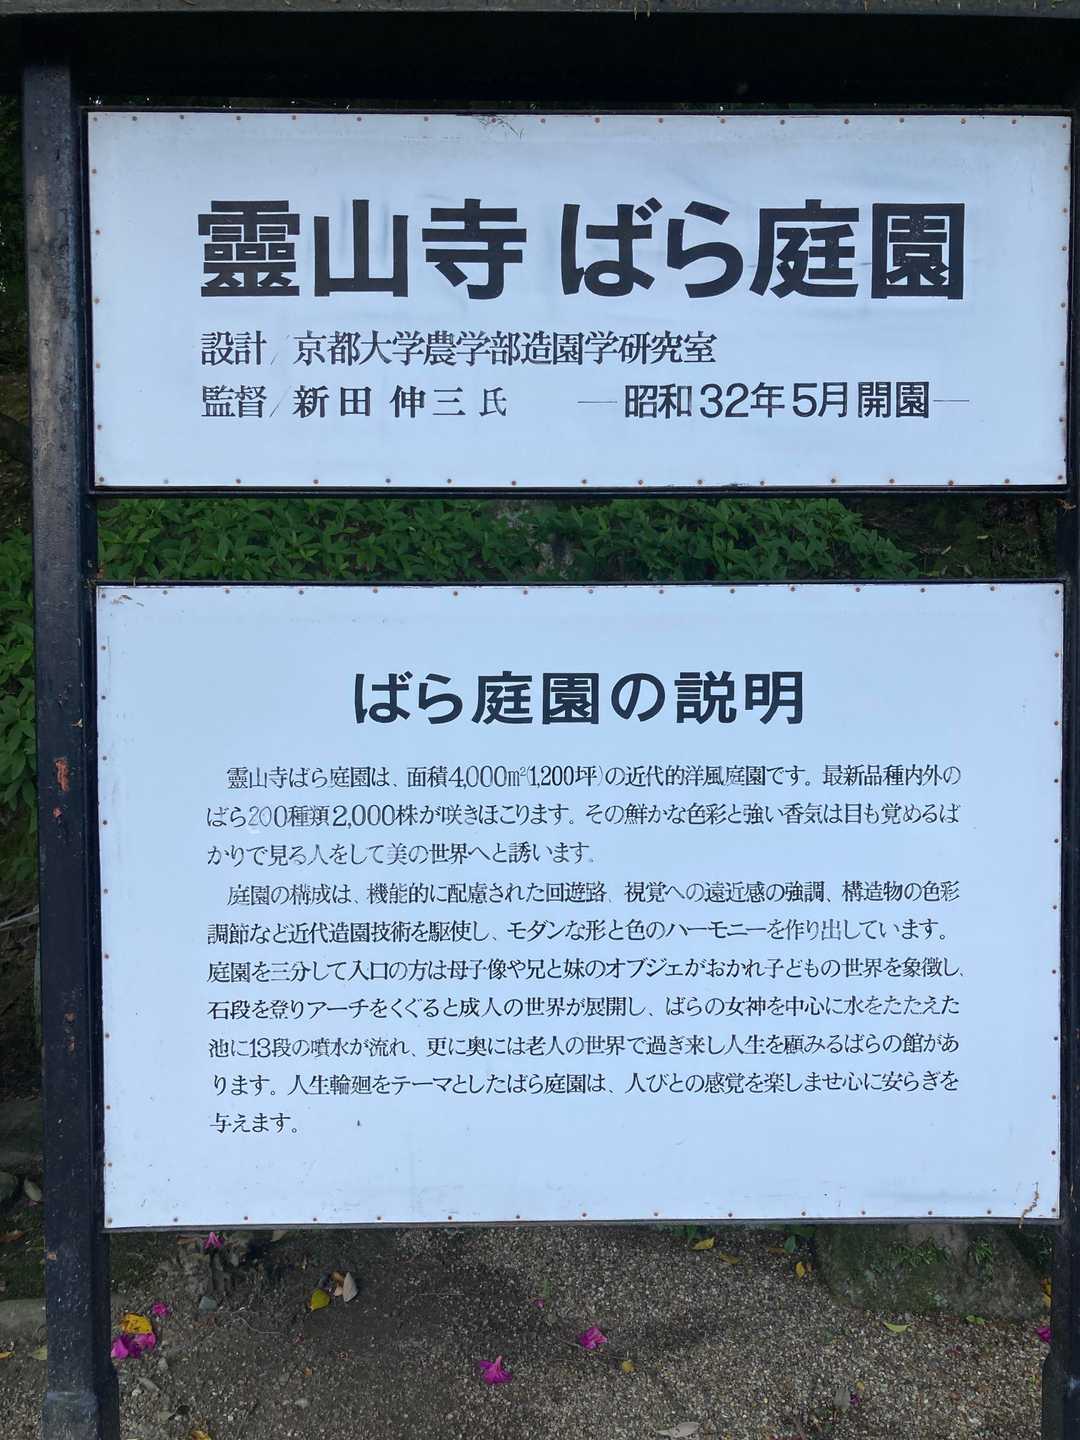 靈山寺 ばら庭園
設計/京都大学農学部造園学研究室
監督/新田 伸三 氏 ―昭和32年5月開園―
ばら庭園の説明
靈山寺ばら庭園は、面積4,000㎡(1,200坪)の近代的洋風庭園です。最新品種内外の
ばら200種類2,000株が咲きほこります。その鮮かな色彩と強い香気は目も覚めるば
かりで見る人をして美の世界へと誘います。
庭園の構成は、機能的に配慮された回遊路、視覚への遠近感の強調、構造物の色彩
調節など近代造園技術を駆使し、モダンな形と色のハーモニーを作り出しています。
庭園を三分して入口の方は母子像や兄と妹のオブジェがおかれ子どもの世界を象徴し、
石段を登りアーチをくぐると成人の世界が展開し、ばらの女神を中心に水をたたえた
池に13段の噴水が流れ、更に奥には老人の世界で過ぎ来し人生を顧みるばらの館があ
ります。人生輪廻をテーマとしたばら庭園は、人びとの感覚を楽しませ心に安らぎを
与えます。